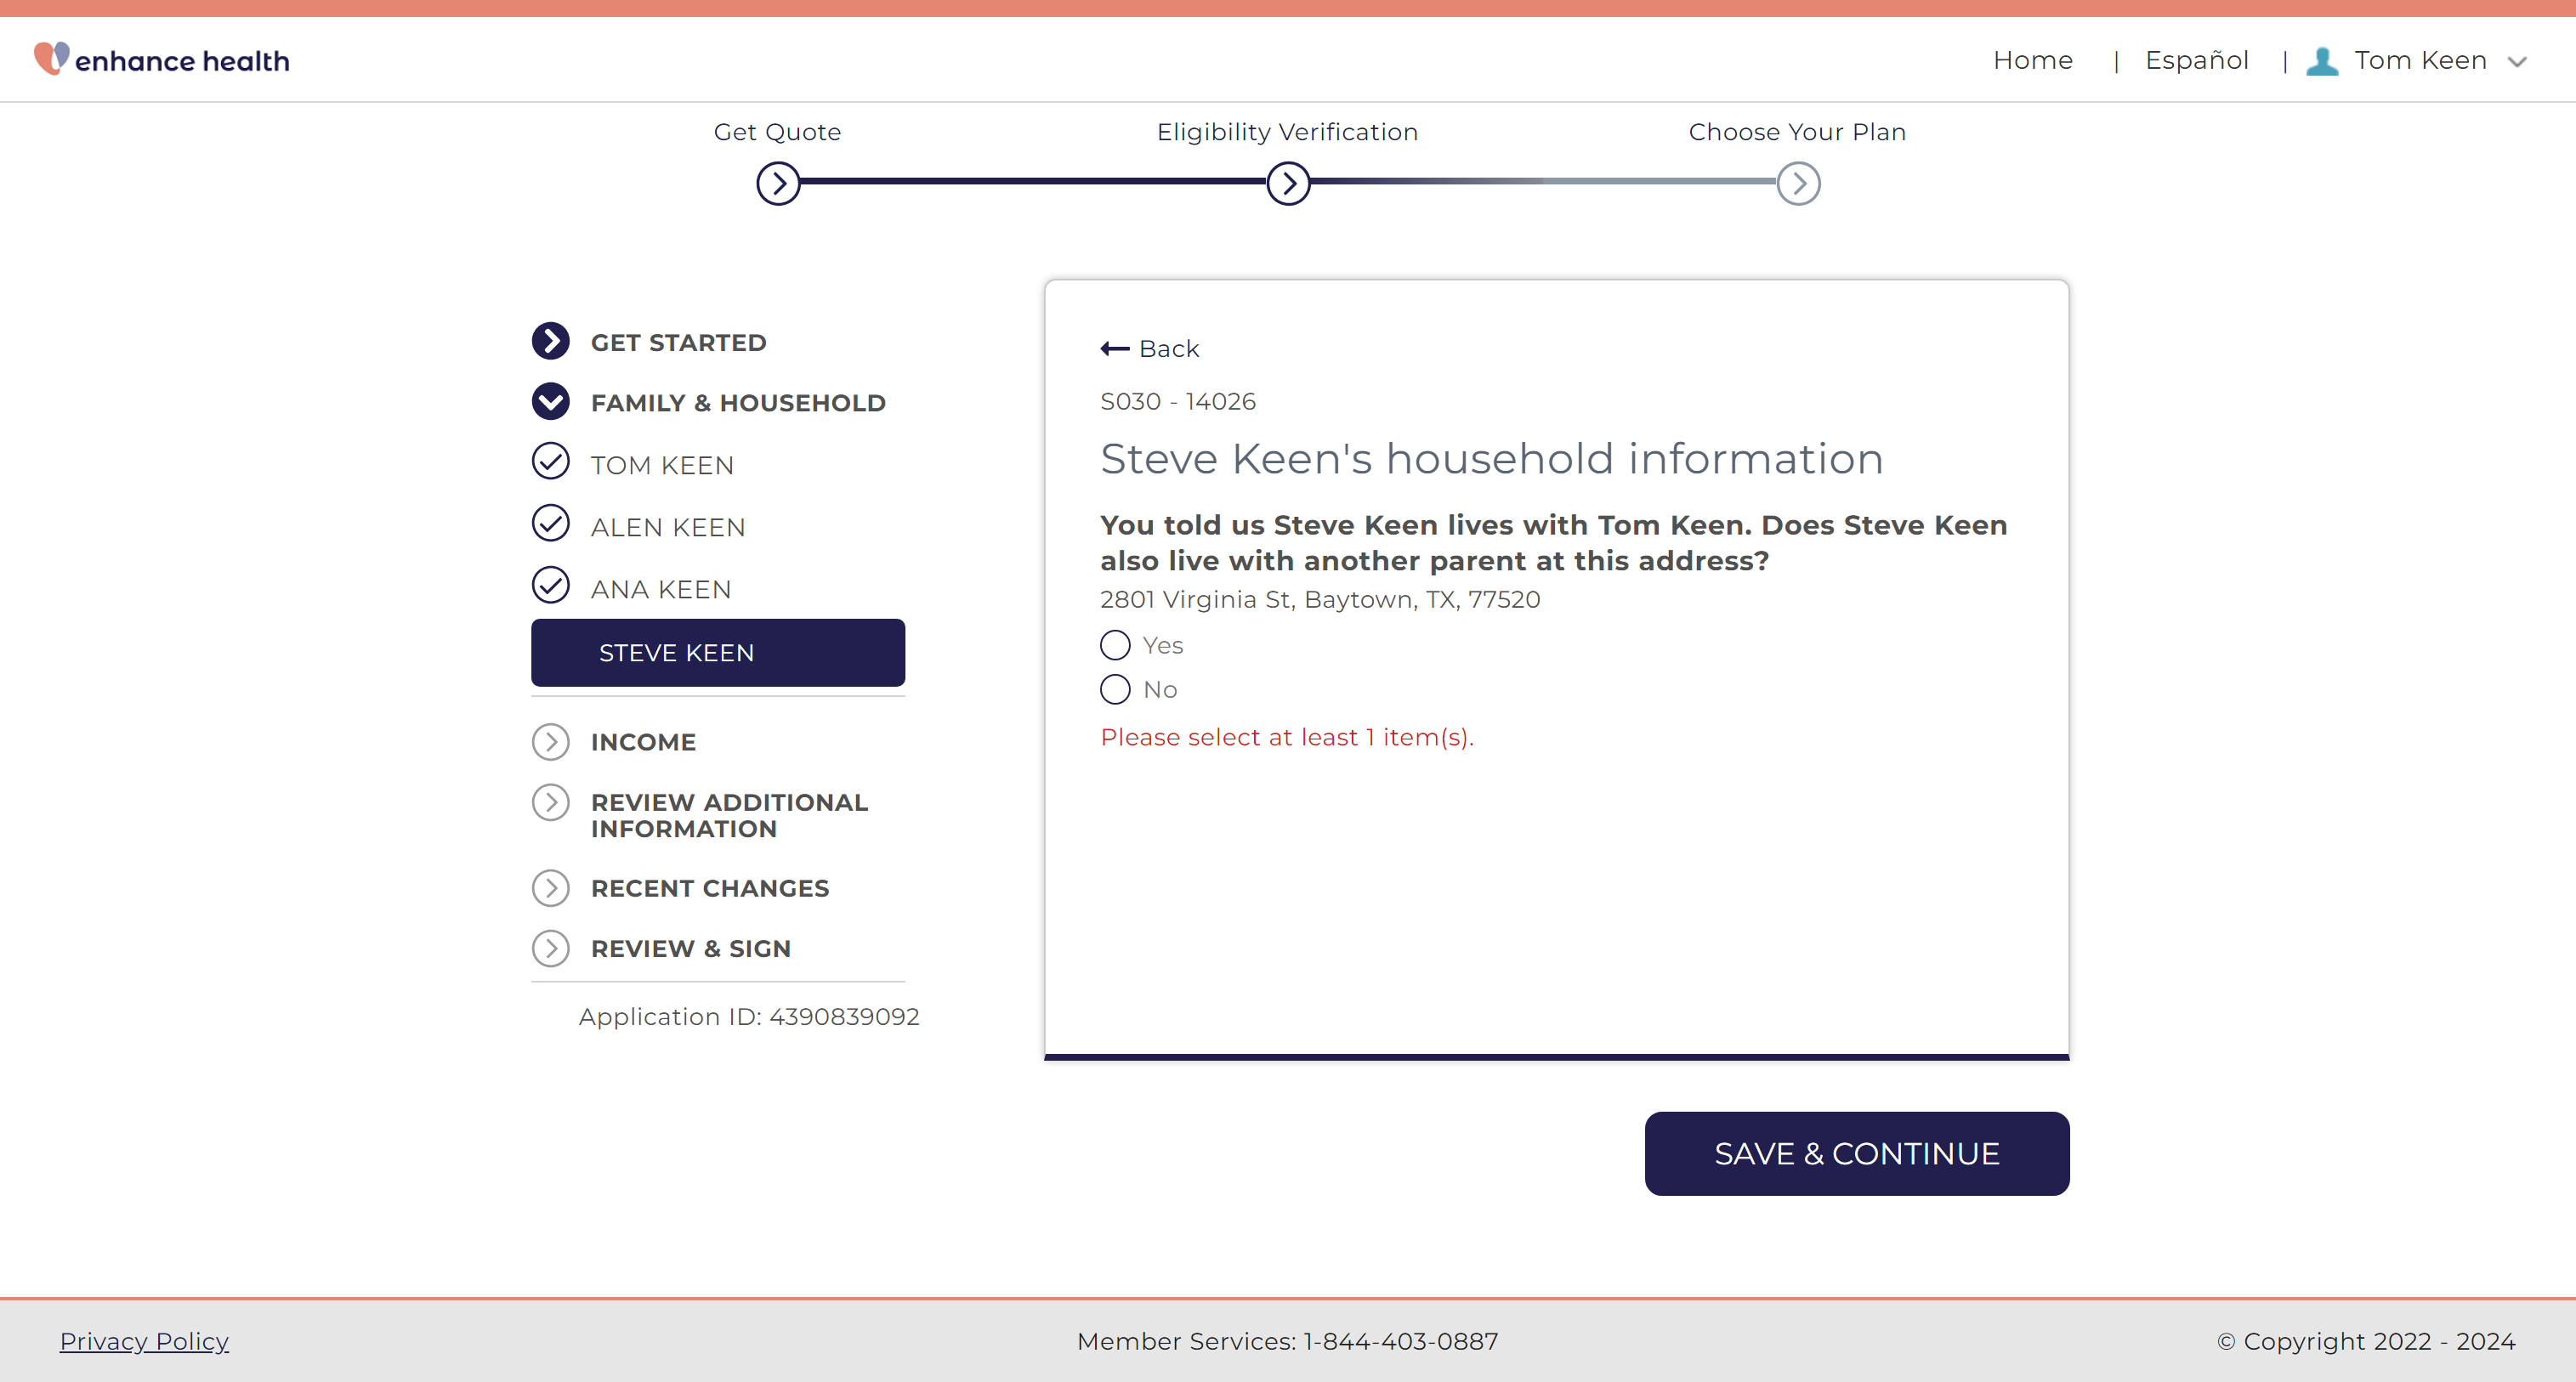 enhance health
Home | Español | Tom Keen
Get Quote
Eligibility Verification
Choose Your Plan
GET STARTED
FAMILY & HOUSEHOLD
TOM KEEN
ALEN KEEN
ANA KEEN
STEVE KEEN
INCOME
REVIEW ADDITIONAL
INFORMATION
RECENT CHANGES
REVIEW & SIGN
Application ID: 4390839092
Back
S030 - 14026
Steve Keen's household information
You told us Steve Keen lives with Tom Keen. Does Steve Keen
also live with another parent at this address?
2801 Virginia St, Baytown, TX, 77520
Yes
No
Please select at least 1 item(s).
SAVE & CONTINUE
Privacy Policy
Member Services: 1-844-403-0887
© Copyright 2022 - 2024